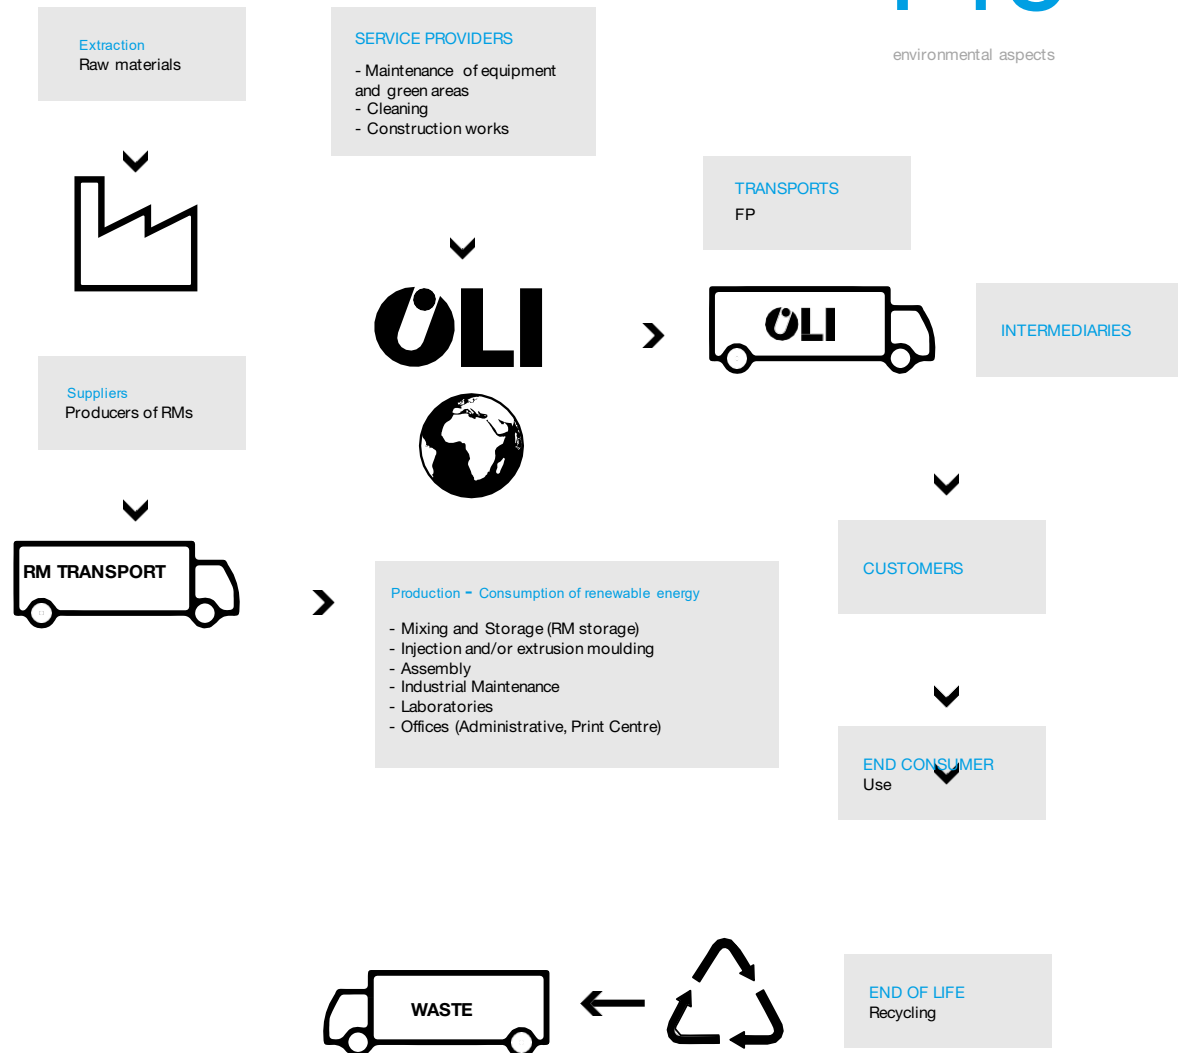 Extraction
Raw materials
SERVICE PROVIDERS
- Maintenance of equipment
and green areas
- Cleaning
- Construction works
environmental aspects
TRANSPORTS
FP
OLI
OLI
INTERMEDIARIES
Suppliers
Producers of RMs
RM TRANSPORT
Production - Consumption of renewable energy
- Mixing and Storage (RM storage)
- Injection and/or extrusion moulding
- Assembly
- Industrial Maintenance
- Laboratories
- Offices (Administrative, Print Centre)
CUSTOMERS
END CONSUMER
Use
WASTE
END OF LIFE
Recycling